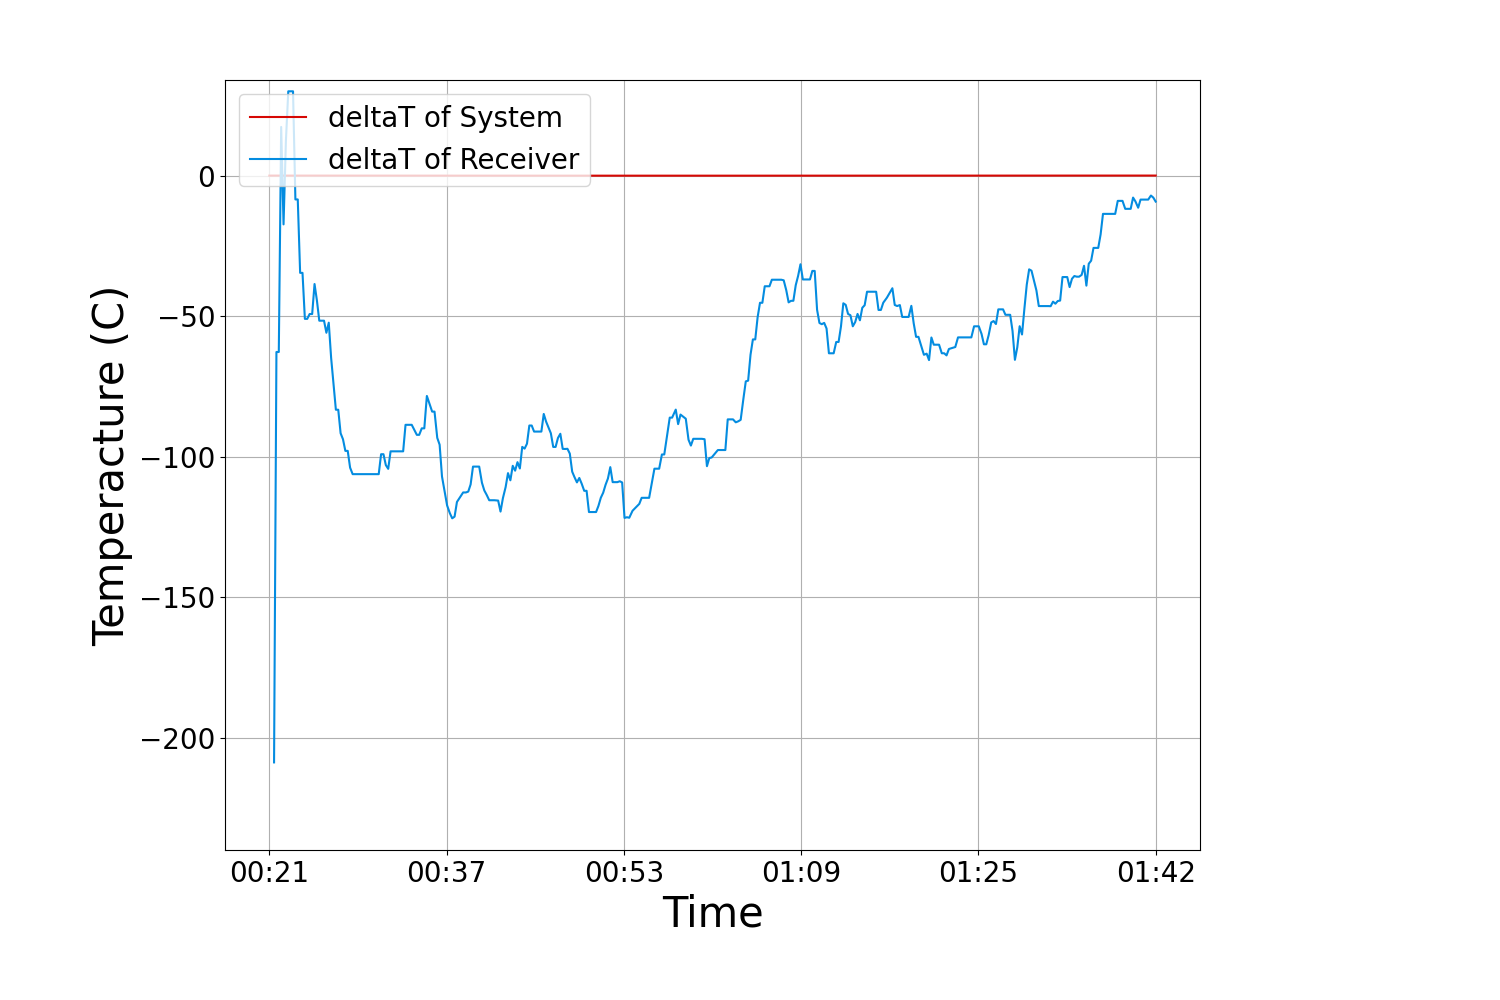 deltaT of System
deltaT of Receiver
0
−50
−100
−150
−200
Temperacture (C)
00:21 00:37 00:53 01:09 01:25 01:42
Time